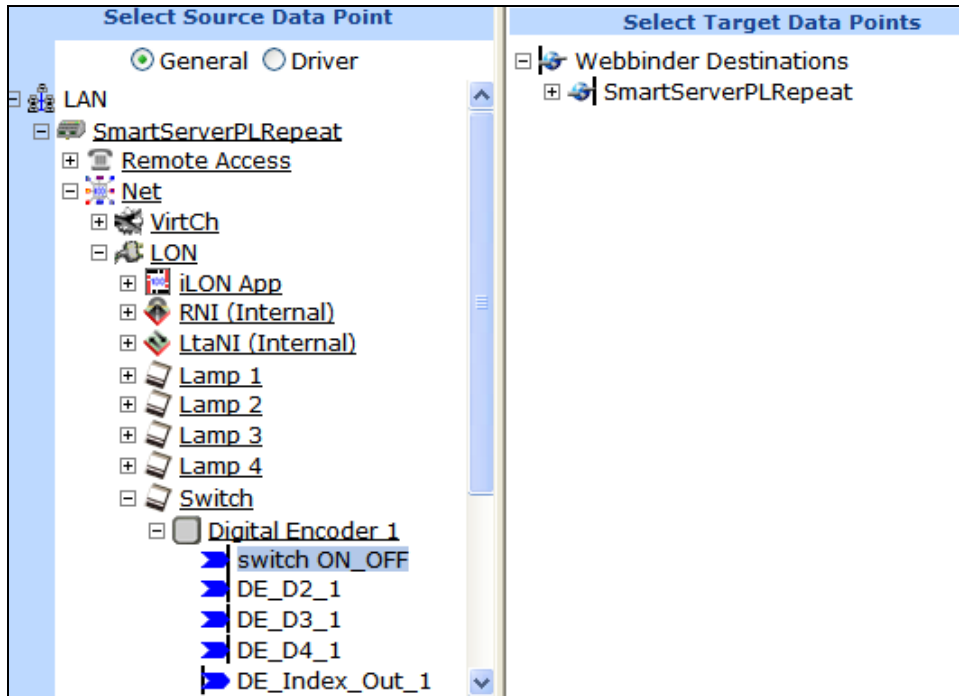 Select Source Data Point
General Driver
LAN
SmartServerPLRepeat
Remote Access
Net
VirtCh
LON
iLON App
RNI (Internal)
LtaNI (Internal)
Lamp 1
Lamp 2
Lamp 3
Lamp 4
Switch
Digital Encoder 1
switch ON_OFF
DE_D2_1
DE_D3_1
DE_D4_1
DE_Index_Out_1
Select Target Data Points
Webbinder Destinations
SmartServerPLRepeat